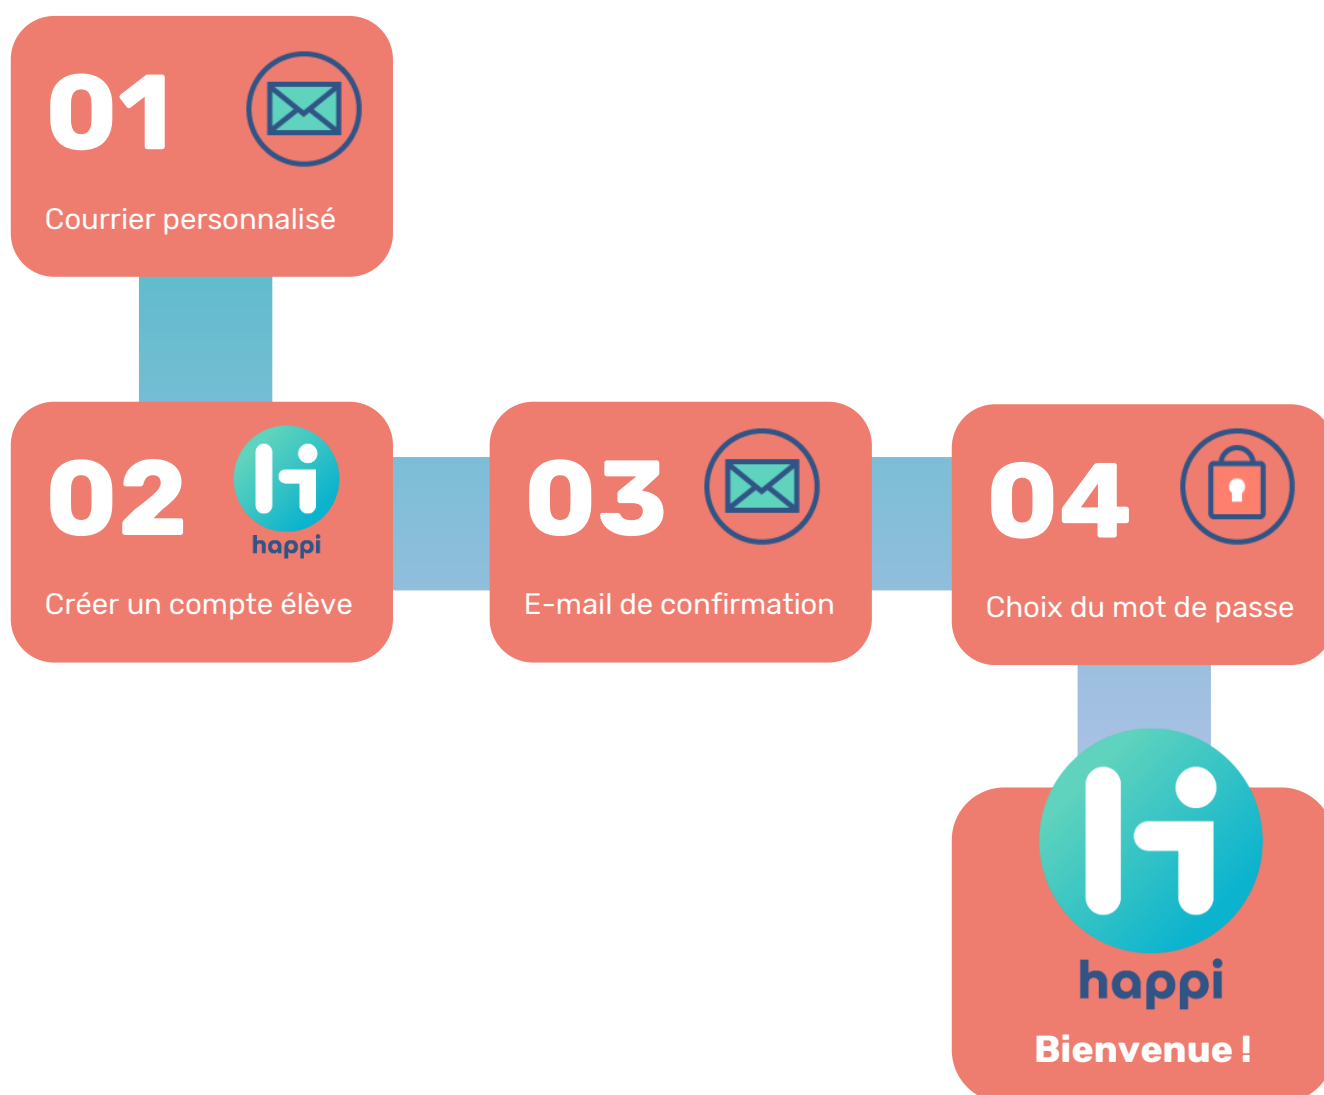 01
Courrier personnalisé
02
happi
Créer un compte élève
03
E-mail de confirmation
04
Choix du mot de passe
happi
Bienvenue !